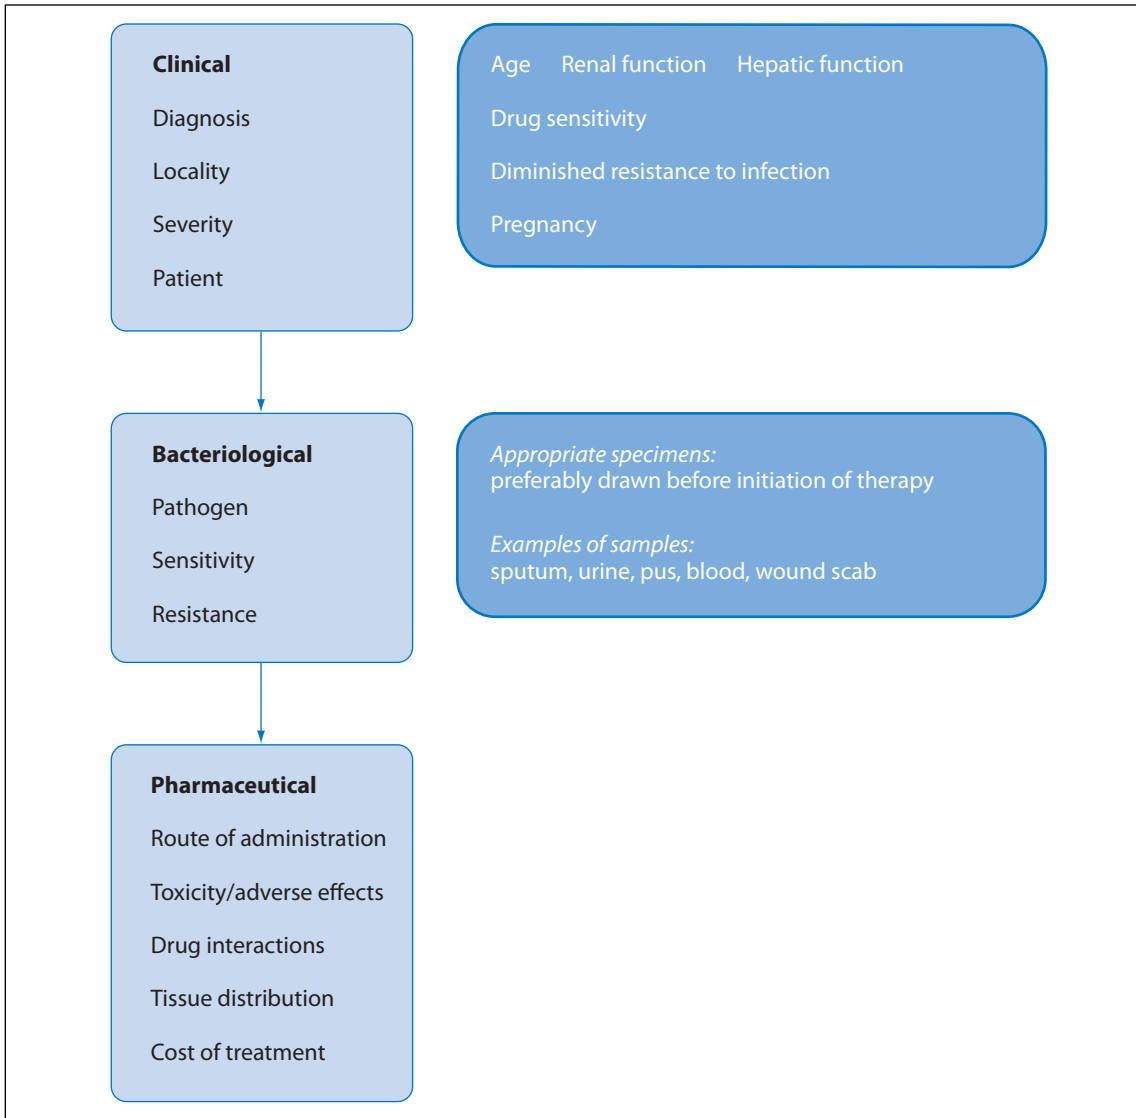 Clinical
Diagnosis
Locality
Severity
Patient
Age Renal function Hepatic function
Drug sensitivity
Diminished resistance to infection
Pregnancy
Bacteriological
Pathogen
Sensitivity
Resistance
Appropriate specimens:
preferably drawn before initiation of therapy
Examples of samples:
sputum, urine, pus, blood, wound scab
Pharmaceutical
Route of administration
Toxicity/adverse effects
Drug interactions
Tissue distribution
Cost of treatment